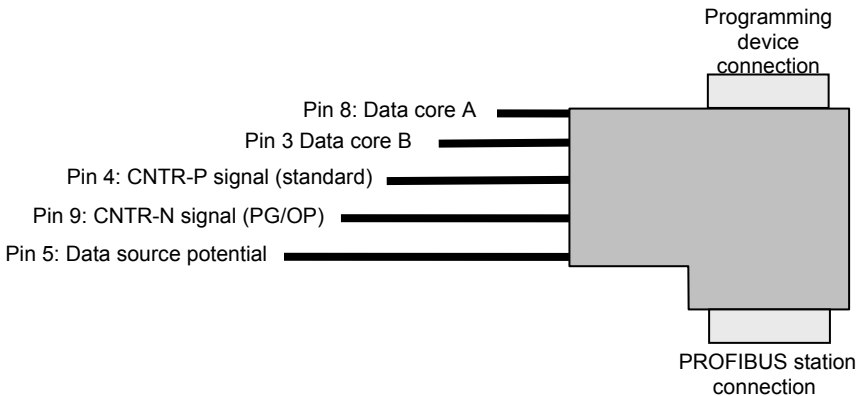 Programming
device
connection
Pin 8: Data core A
Pin 3 Data core B
Pin 4: CNTR-P signal (standard)
Pin 9: CNTR-N signal (PG/OP)
Pin 5: Data source potential
PROFIBUS station
connection